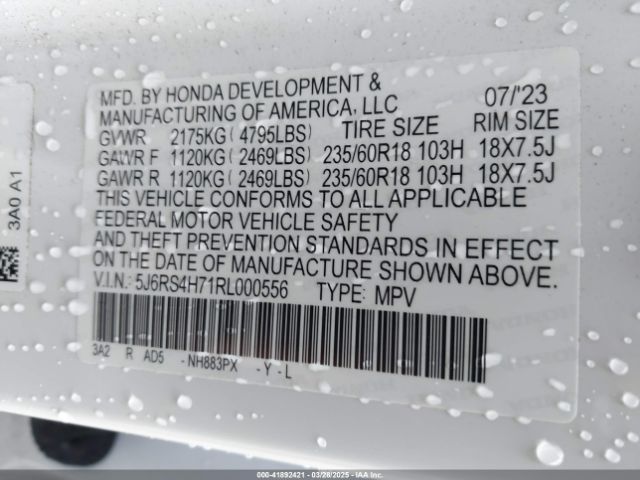 MFD. BY HONDA DEVELOPMENT &
MANUFACTURING OF AMERICA, LLC 07/'23
GVWR 2175KG ( 4795LBS) TIRE SIZE RIM SIZE
GAWR F 1120KG ( 2469LBS) 235/60R18 103H 18X7.5J
GAWR R 1120KG ( 2469LBS) 235/60R18 103H 18X7.5J
THIS VEHICLE CONFORMS TO ALL APPLICABLE
FEDERAL MOTOR VEHICLE SAFETY
AND THEFT PREVENTION STANDARDS IN EFFECT
ON THE DATE OF MANUFACTURE SHOWN ABOVE.
V.I.N.: 5J6RS4H71RL000556 TYPE: MPV
3A2 R AD5 - NH883PX - Y - L
3A0 A1
000-41892421 - 03/28/2025 - IAAI.COM